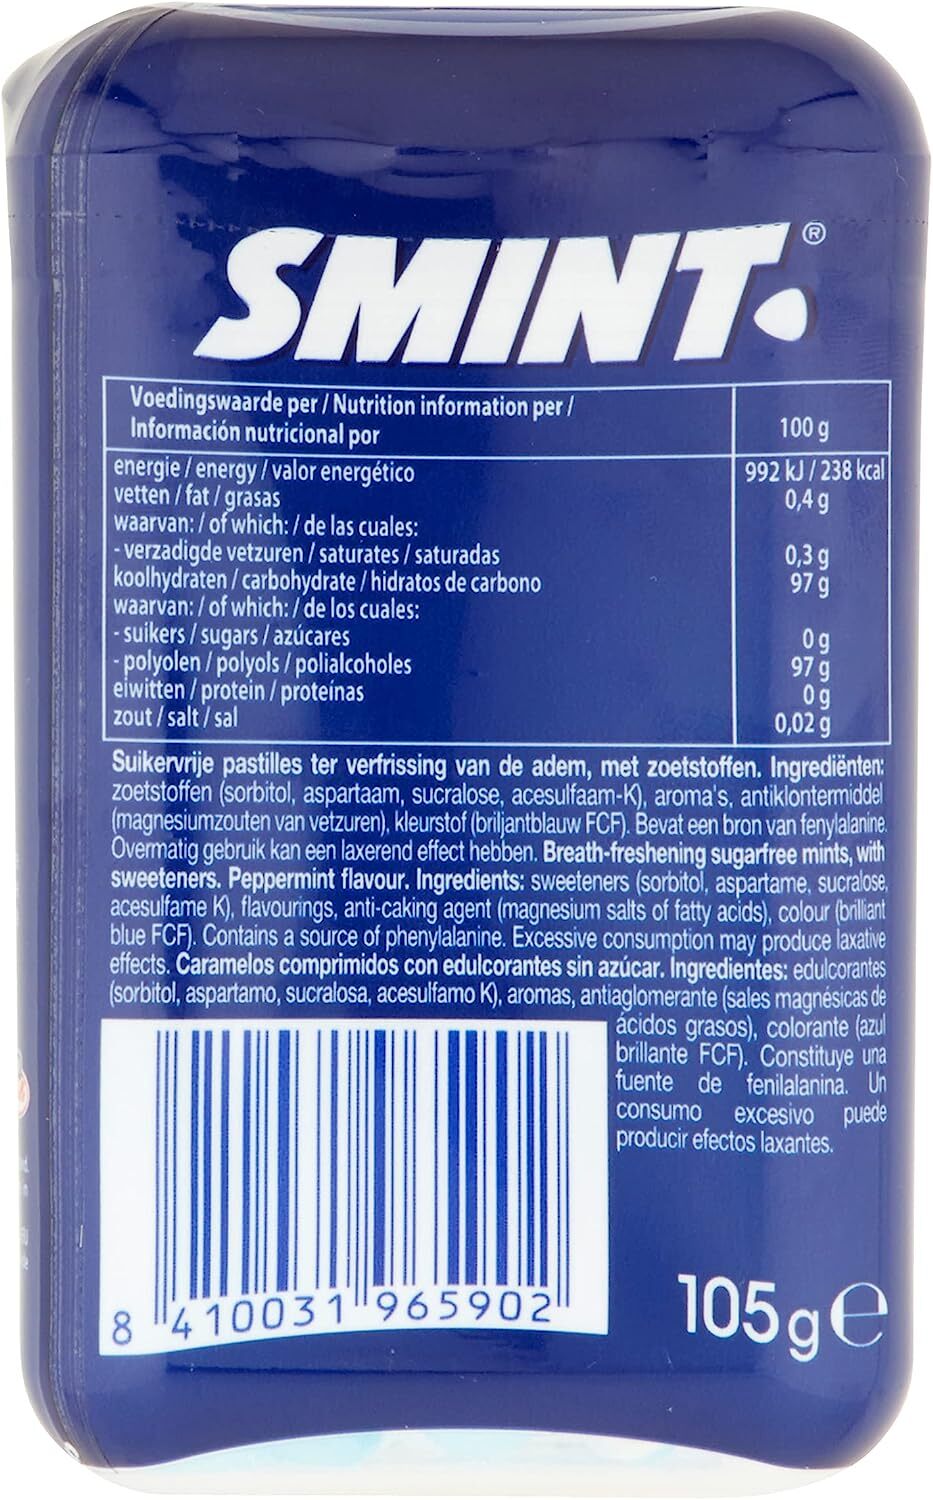 SMINT®
Voedingswaarde per / Nutrition information per /
Información nutricional por
100 g
energie / energy / valor energético 992 kJ / 238 kcal
vetten / fat / grasas 0,4 g
waarvan: / of which: / de las cuales:
- verzadigde vetzuren / saturates / saturadas 0,3 g
koolhydraten / carbohydrate / hidratos de carbono 97 g
waarvan: / of which: / de los cuales:
- suikers / sugars / azúcares 0 g
- polyolen / polyols / polialcoholes 97 g
eiwitten / protein / proteínas 0 g
zout / salt / sal 0,02 g
Suikervrije pastilles ter verfrissing van de adem, met zoetstoffen. Ingrediënten:
zoetstoffen (sorbitol, aspartaam, sucralose, acesulfaam-K), aroma's, antiklontermiddel
(magnesiumzouten van vetzuren), kleurstof (briljantblauw FCF). Bevat een bron van fenylalanine.
Overmatig gebruik kan een laxerend effect hebben. Breath-freshening sugarfree mints, with
sweeteners. Peppermint flavour. Ingredients: sweeteners (sorbitol, aspartame, sucralose,
acesulfame K), flavourings, anti-caking agent (magnesium salts of fatty acids), colour (brilliant
blue FCF). Contains a source of phenylalanine. Excessive consumption may produce laxative
effects. Caramelos comprimidos con edulcorantes sin azúcar. Ingredientes: edulcorantes
(sorbitol, aspartamo, sucralosa, acesulfamo K), aromas, antiaglomerante (sales magnésicas de
ácidos grasos), colorante (azul
brillante FCF). Constituye una
fuente de fenilalanina. Un
consumo excesivo puede
producir efectos laxantes.
8 410031 965902
105 g ℮